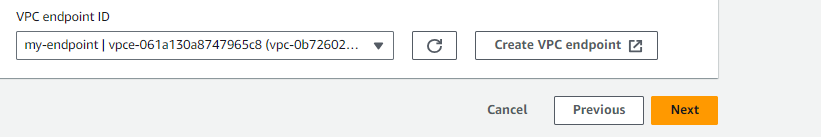 VPC endpoint ID
my-endpoint | vpce-061a130a8747965c8 (vpc-0b72602...
Create VPC endpoint
Cancel
Previous
Next